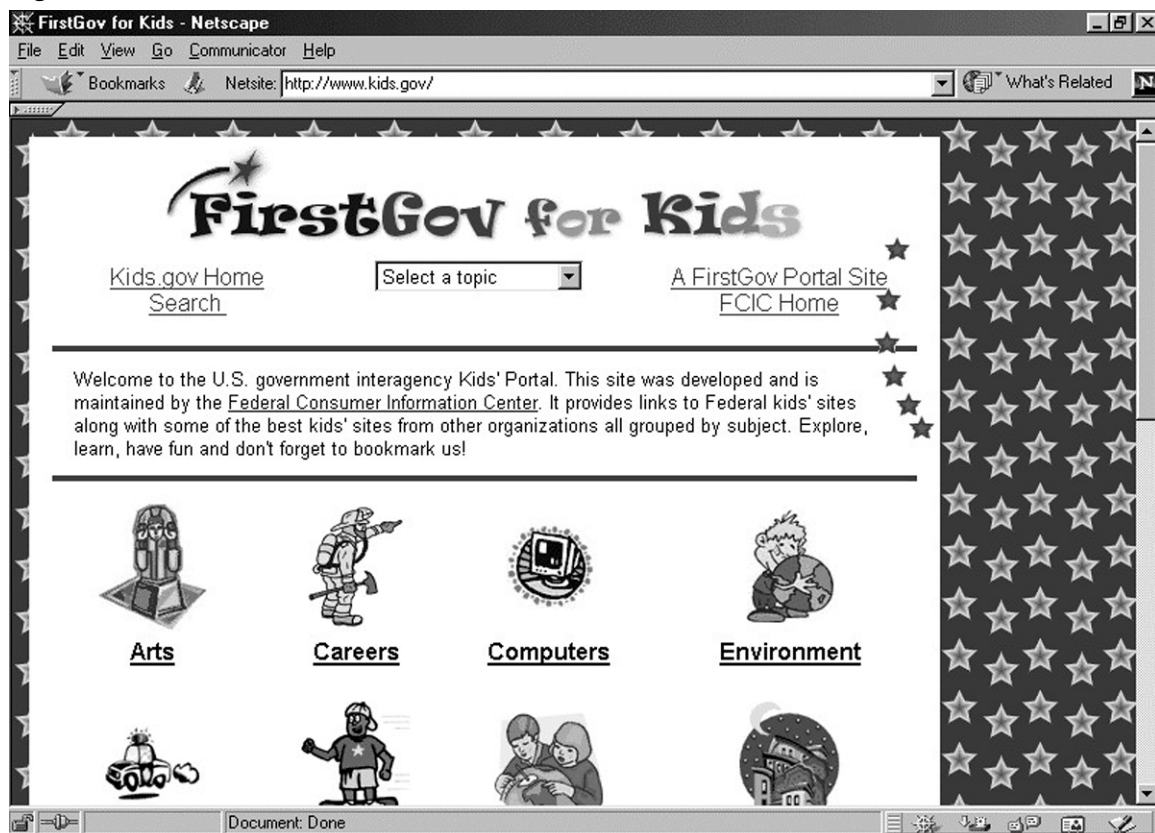 FirstGov for Kids - Netscape
File Edit View Go Communicator Help
Bookmarks Netsite: http://www.kids.gov/ What's Related N
FirstGov for Kids
Kids.gov Home Select a topic A FirstGov Portal Site
Search FCIC Home
Welcome to the U.S. government interagency Kids' Portal. This site was developed and is
maintained by the Federal Consumer Information Center. It provides links to Federal kids' sites
along with some of the best kids' sites from other organizations all grouped by subject. Explore,
learn, have fun and don't forget to bookmark us!
Arts Careers Computers Environment
Document: Done